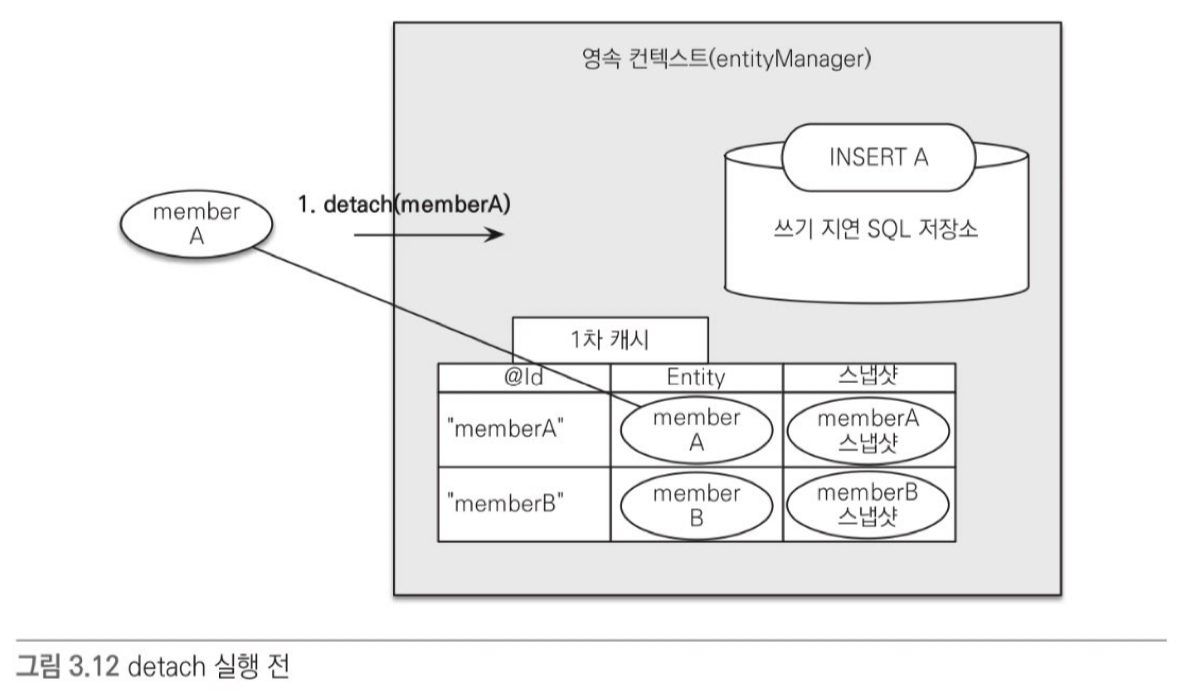 영속 컨텍스트(entityManager)
INSERT A
쓰기 지연 SQL 저장소
member
A
1. detach(memberA)
1차 캐시
@Id Entity 스냅샷
"memberA" member
A memberA
스냅샷
"memberB" member
B memberB
스냅샷
그림 3.12 detach 실행 전